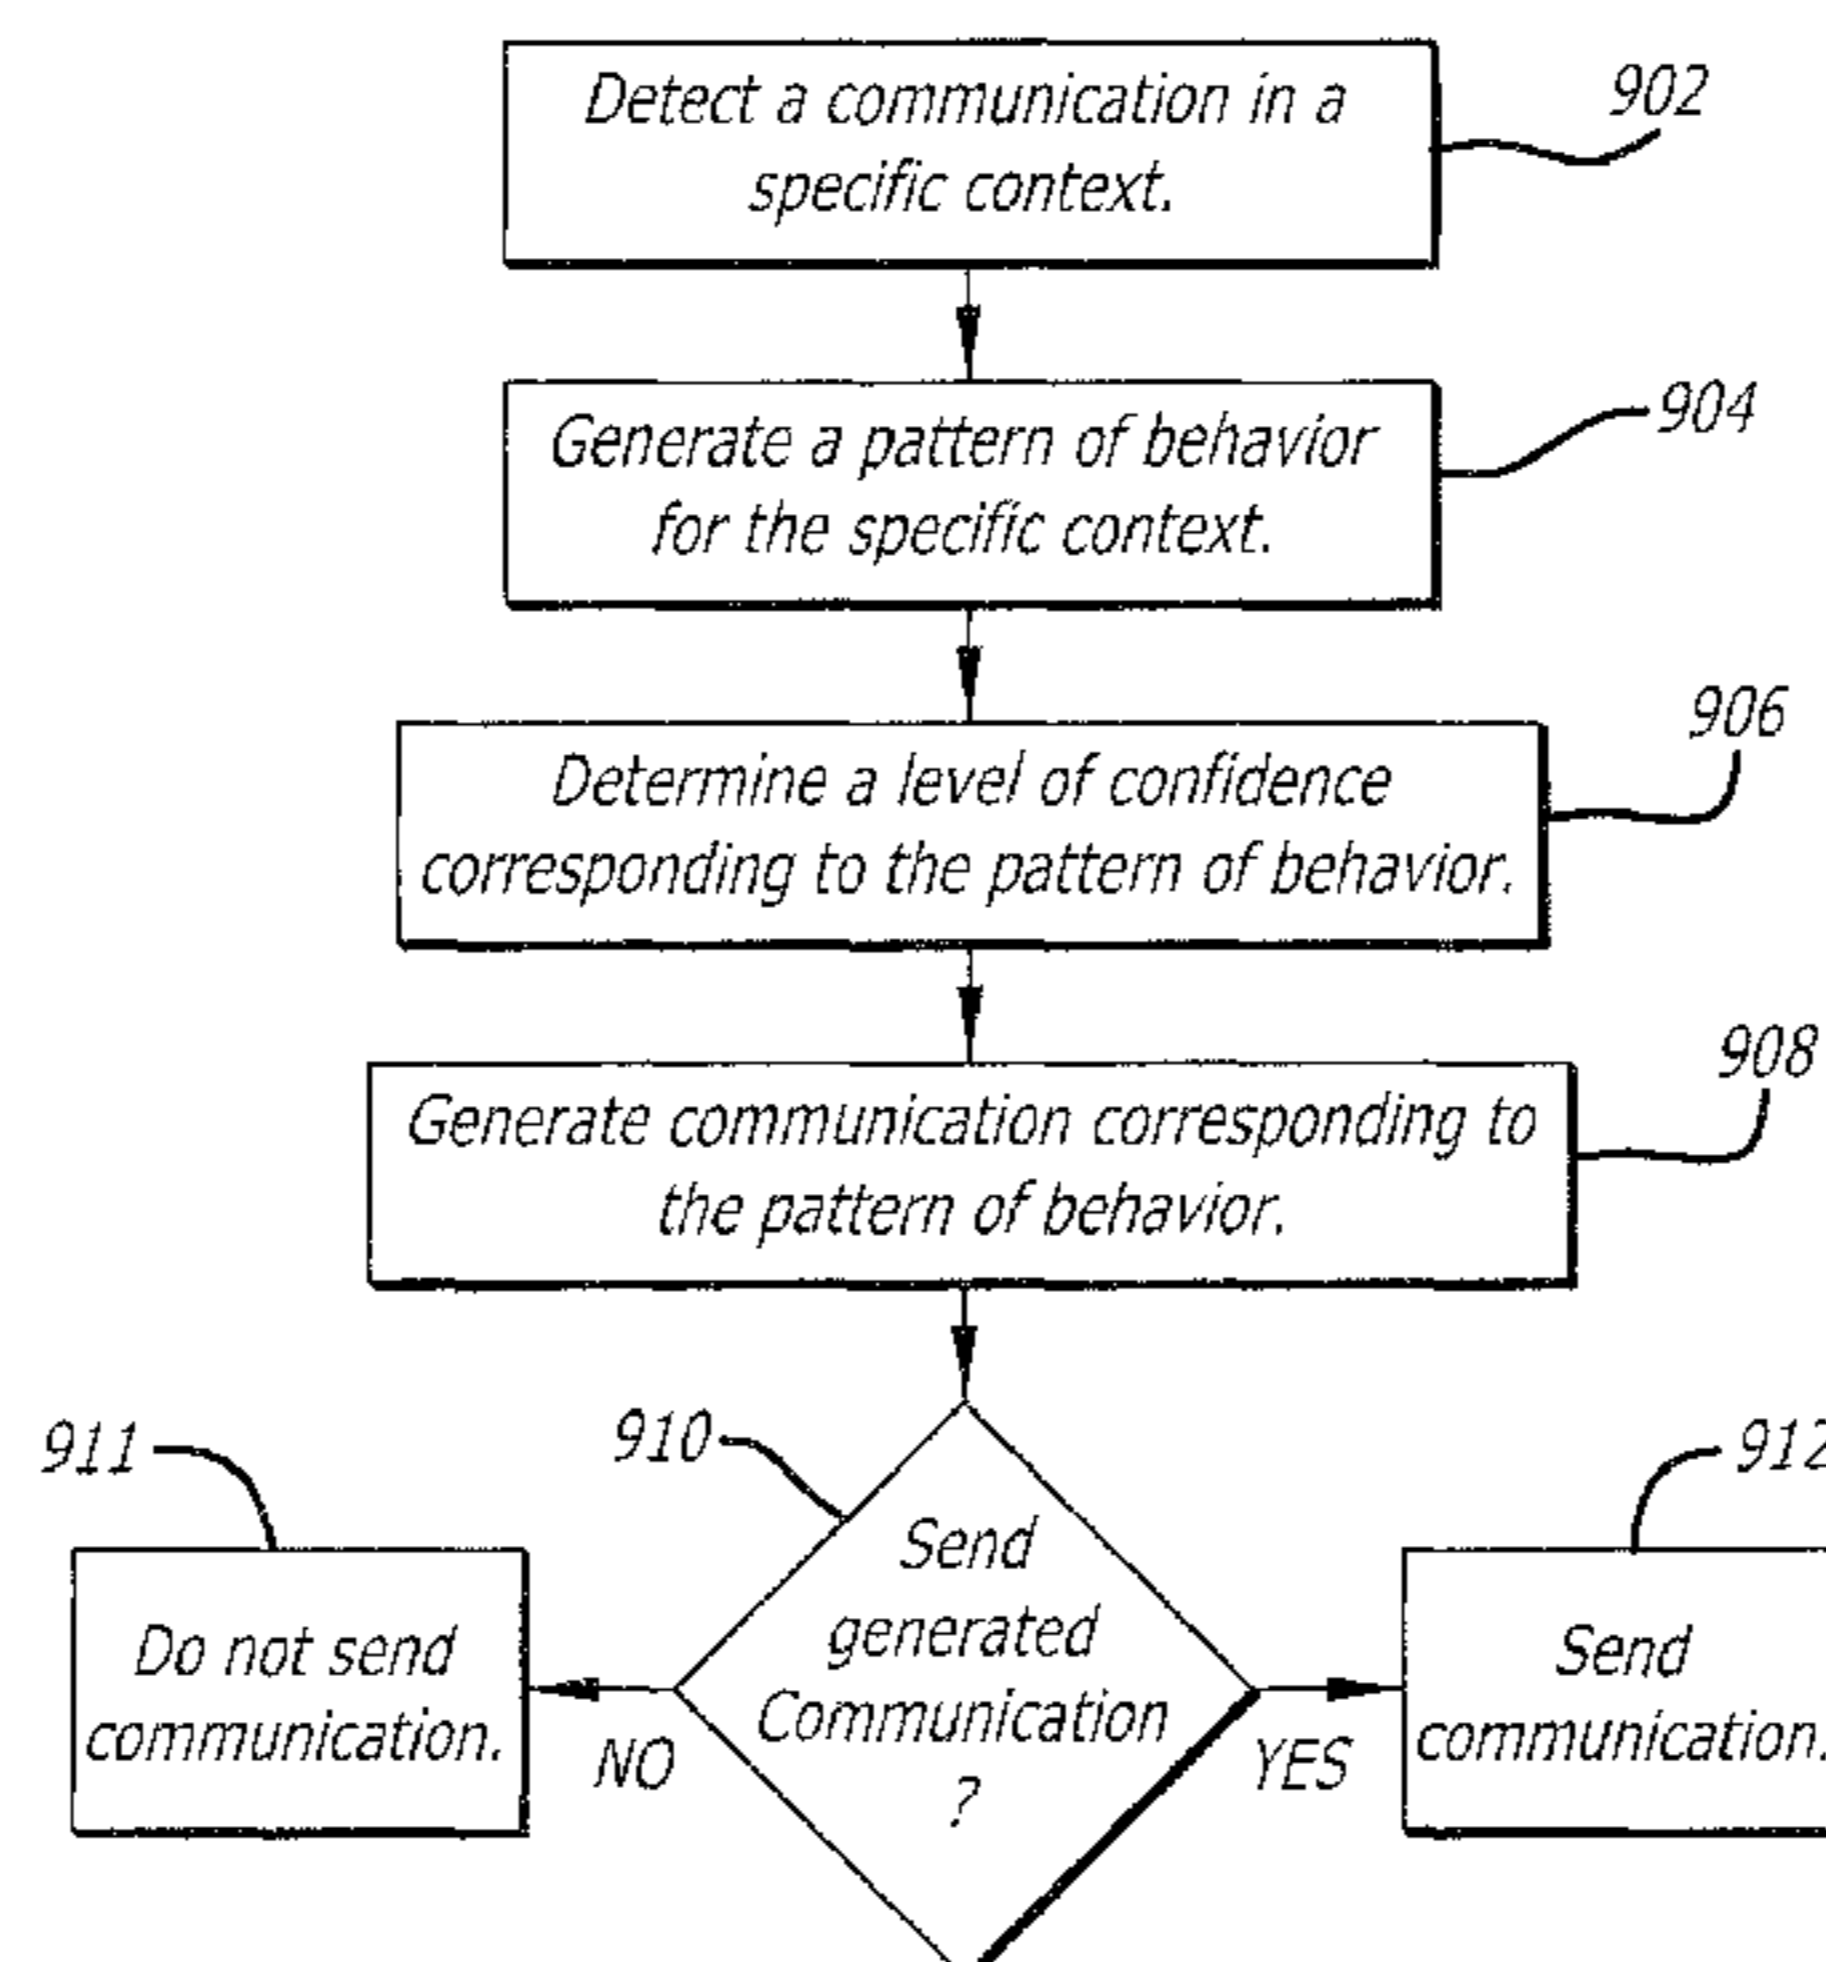 Detect a communication in a
specific context.
902
Generate a pattern of behavior
for the specific context.
904
Determine a level of confidence
corresponding to the pattern of behavior.
906
Generate communication corresponding to
the pattern of behavior.
908
911
910
912
Do not send
communication.
NO
Send
generated
Communication
?
YES
Send
communication.